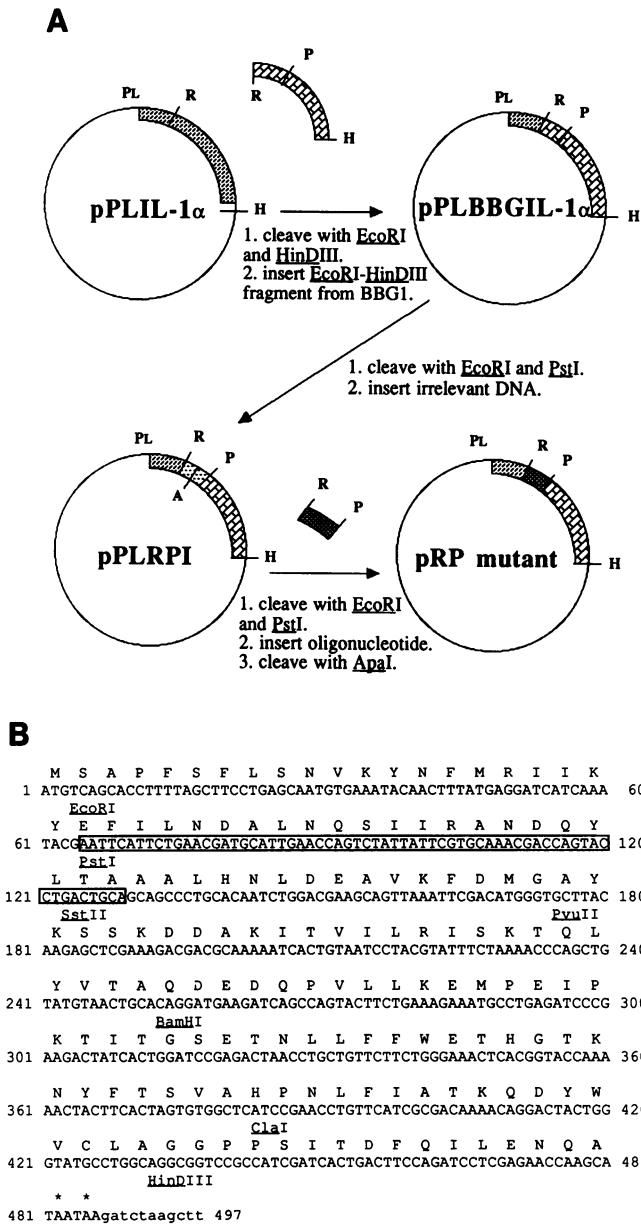 A
P
R
H
PL
R
H
pPLIL-1α
PL
R
P
H
pPLBBGIL-1α
1. cleave with EcoRI
and HinDIII.
2. insert EcoRI-HinDIII
fragment from BBG1.
1. cleave with EcoRI and PstI.
2. insert irrelevant DNA.
PL
R
P
A
H
pPLRPI
R
P
PL
R
P
H
pRP mutant
1. cleave with EcoRI
and PstI.
2. insert oligonucleotide.
3. cleave with ApaI.
B
M S A P F S F L S N V K Y N F M R I I K
1 ATGTCAGCACCTTTTAGCTTCCTGAGCAATGTGAAATACAACTTTATGAGGATCATCAAA 60
EcoRI
Y E F I L N D A L N Q S I I R A N D Q Y
61 TACGAATTCATTCTGAACGATGCATTGAACCAGTCTATTATTCGTGCAAACGACCAGTAC 120
PstI
L T A A A L H N L D E A V K F D M G A Y
121 CTGACTGCAGCAGCCCTGCACAATCTGGACGAAGCAGTTAAATTCGACATGGGTGCTTAC 180
SstII PvuII
K S S K D D A K I T V I L R I S K T Q L
181 AAGAGCTCGAAAGACGACGCAAAAATCACTGTAATCCTACGTATTTCTAAAACCCAGCTG 240
Y V T A Q D E D Q P V L L K E M P E I P
241 TATGTAACTGCACAGGATGAAGATCAGCCAGTACTTCTGAAAGAAATGCCTGAGATCCCG 300
BamHI
K T I T G S E T N L L F F W E T H G T K
301 AAGACTATCACTGGATCCGAGACTAACCTGCTGTTCTTCTGGGAAACTCACGGTACCAAA 360
N Y F T S V A H P N L F I A T K Q D Y W
361 AACTACTTCACTAGTGTGGCTCATCCGAACCTGTTCATCGCGACAAAACAGGACTACTGG 420
ClaI
V C L A G G P P S I T D F Q I L E N Q A
421 GTATGCCTGGCAGGCGGTCCGCCATCGATCACTGACTTCCAGATCCTCGAGAACCAAGCA 48
HinDIII
* *
481 TAATAAgatctaagctt 497